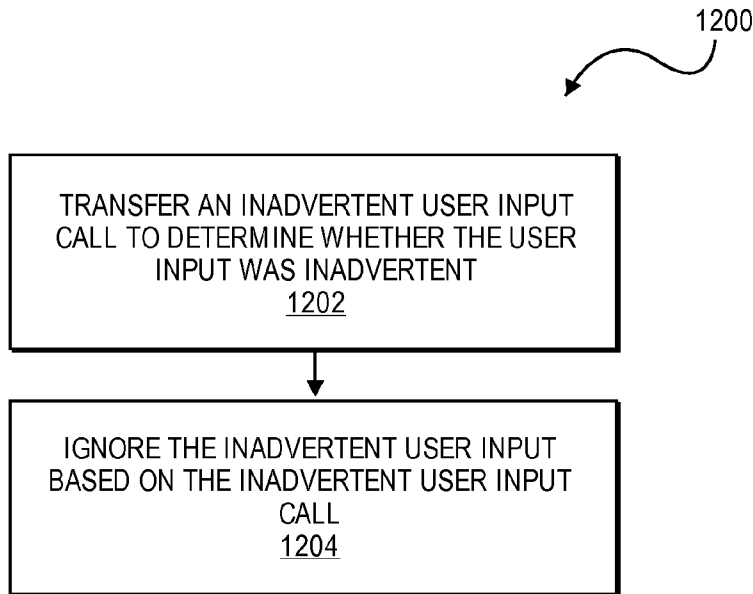 1200
TRANSFER AN INADVERTENT USER INPUT
CALL TO DETERMINE WHETHER THE USER
INPUT WAS INADVERTENT
1202
IGNORE THE INADVERTENT USER INPUT
BASED ON THE INADVERTENT USER INPUT
CALL
1204